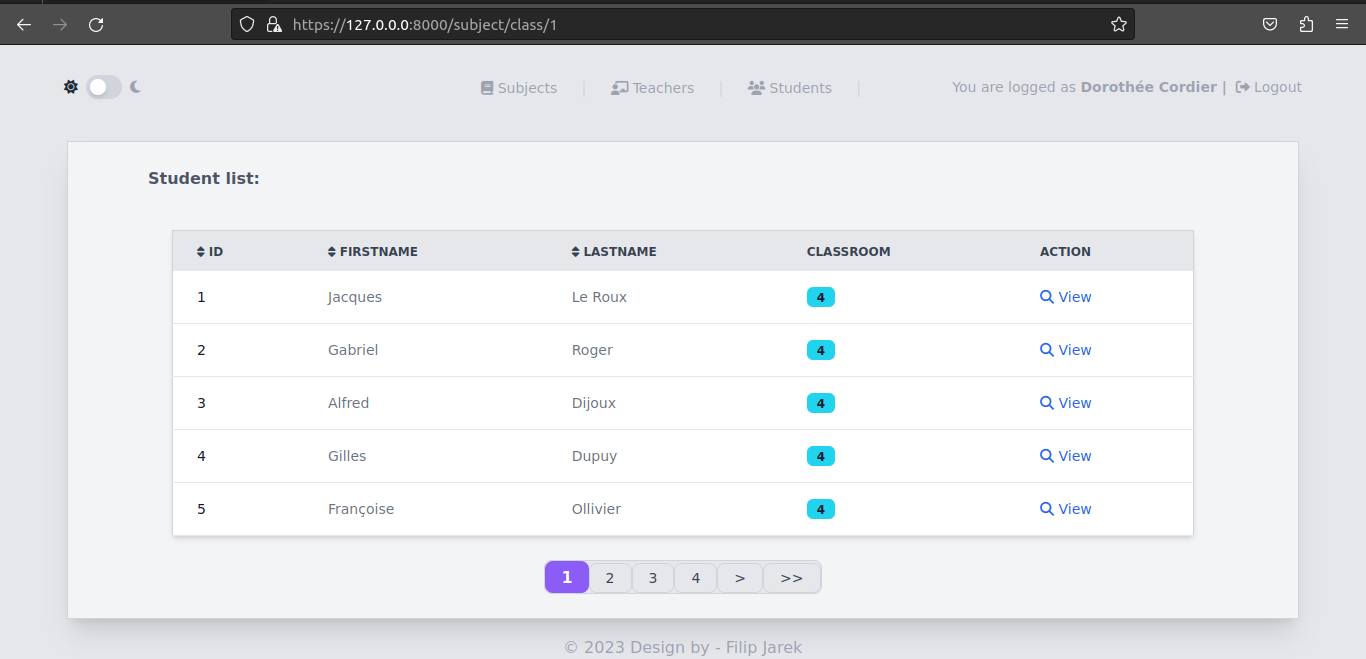 https://127.0.0.0:8000/subject/class/1
Subjects | Teachers | Students | You are logged as Dorothée Cordier | Logout
Student list:
ID FIRSTNAME LASTNAME CLASSROOM ACTION
1 Jacques Le Roux 4 View
2 Gabriel Roger 4 View
3 Alfred Dijoux 4 View
4 Gilles Dupuy 4 View
5 Françoise Ollivier 4 View
1 2 3 4 > >>
© 2023 Design by - Filip Jarek